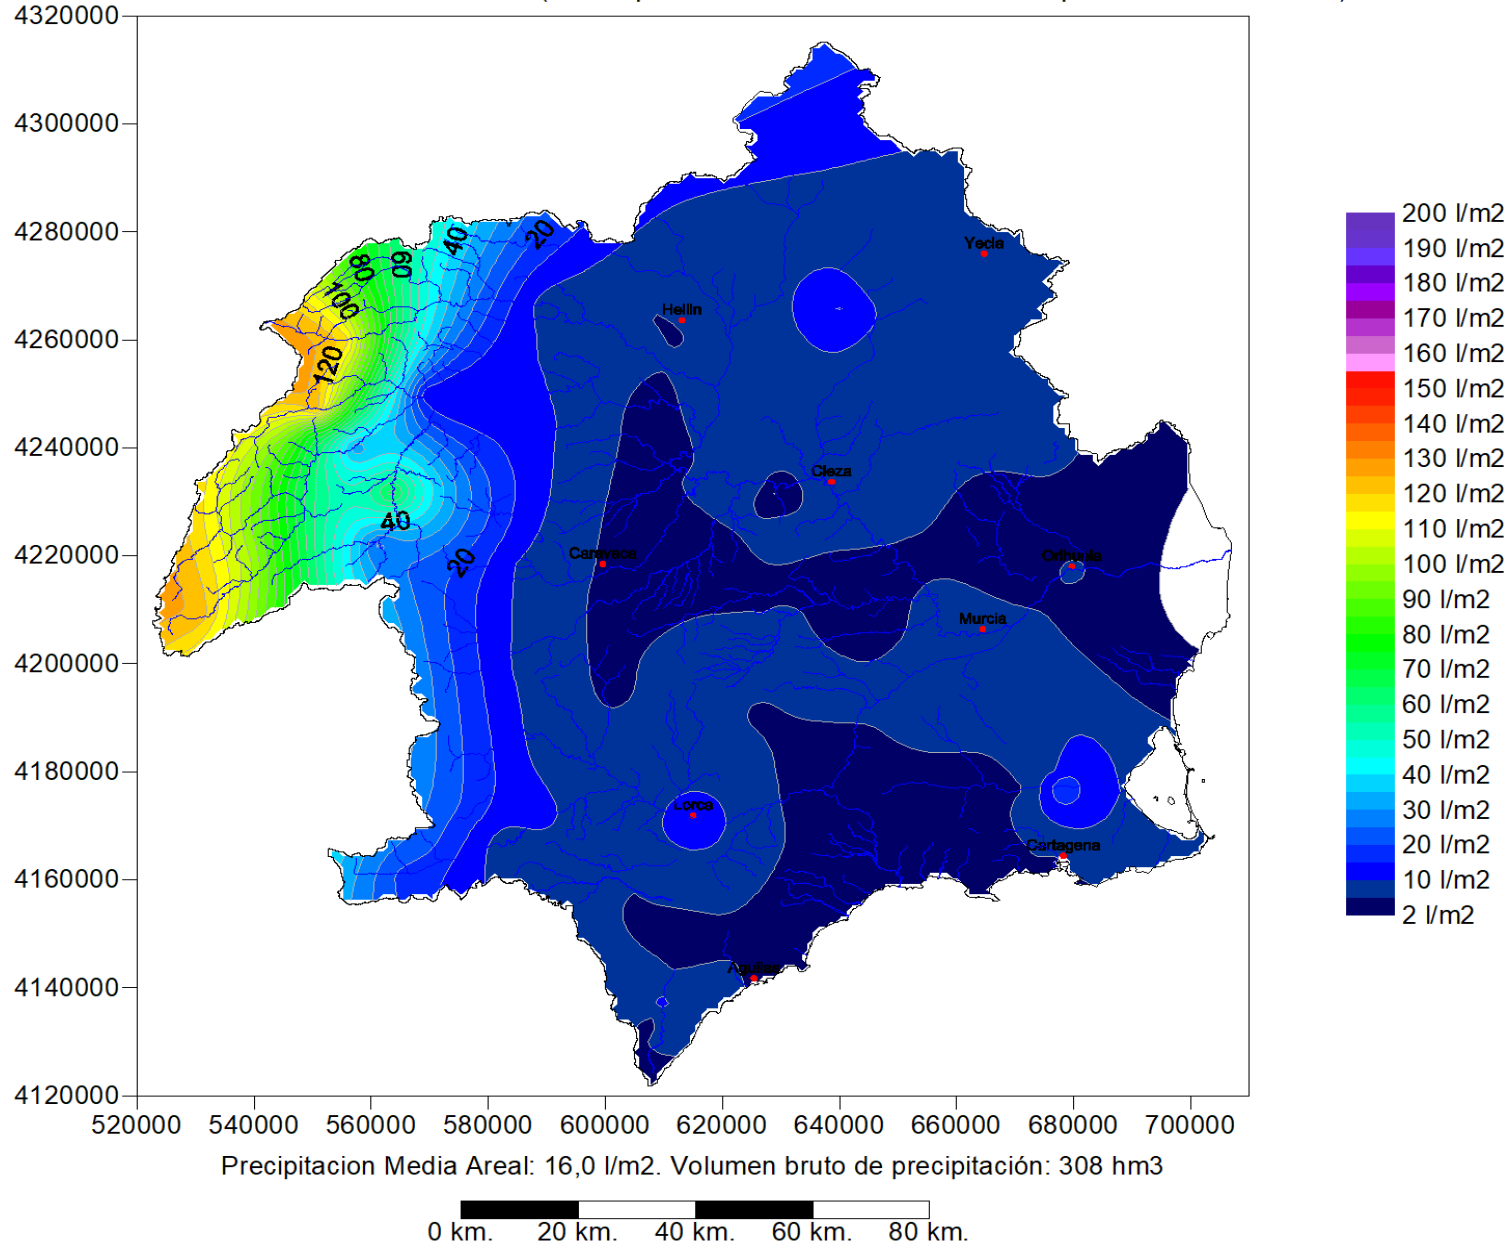 4320000
4300000
4280000
4260000
4240000
4220000
4200000
4180000
4160000
4140000
4120000
520000 540000 560000 580000 600000 620000 640000 660000 680000 700000
20
40
60
80
100
120
40
20
Yecla
Hellin
Cieza
Caravaca
Orihuela
Murcia
Lorca
Cartagena
Aguilas
200 l/m2
190 l/m2
180 l/m2
170 l/m2
160 l/m2
150 l/m2
140 l/m2
130 l/m2
120 l/m2
110 l/m2
100 l/m2
90 l/m2
80 l/m2
70 l/m2
60 l/m2
50 l/m2
40 l/m2
30 l/m2
20 l/m2
10 l/m2
2 l/m2
Precipitacion Media Areal: 16,0 l/m2. Volumen bruto de precipitación: 308 hm3
0 km. 20 km. 40 km. 60 km. 80 km.